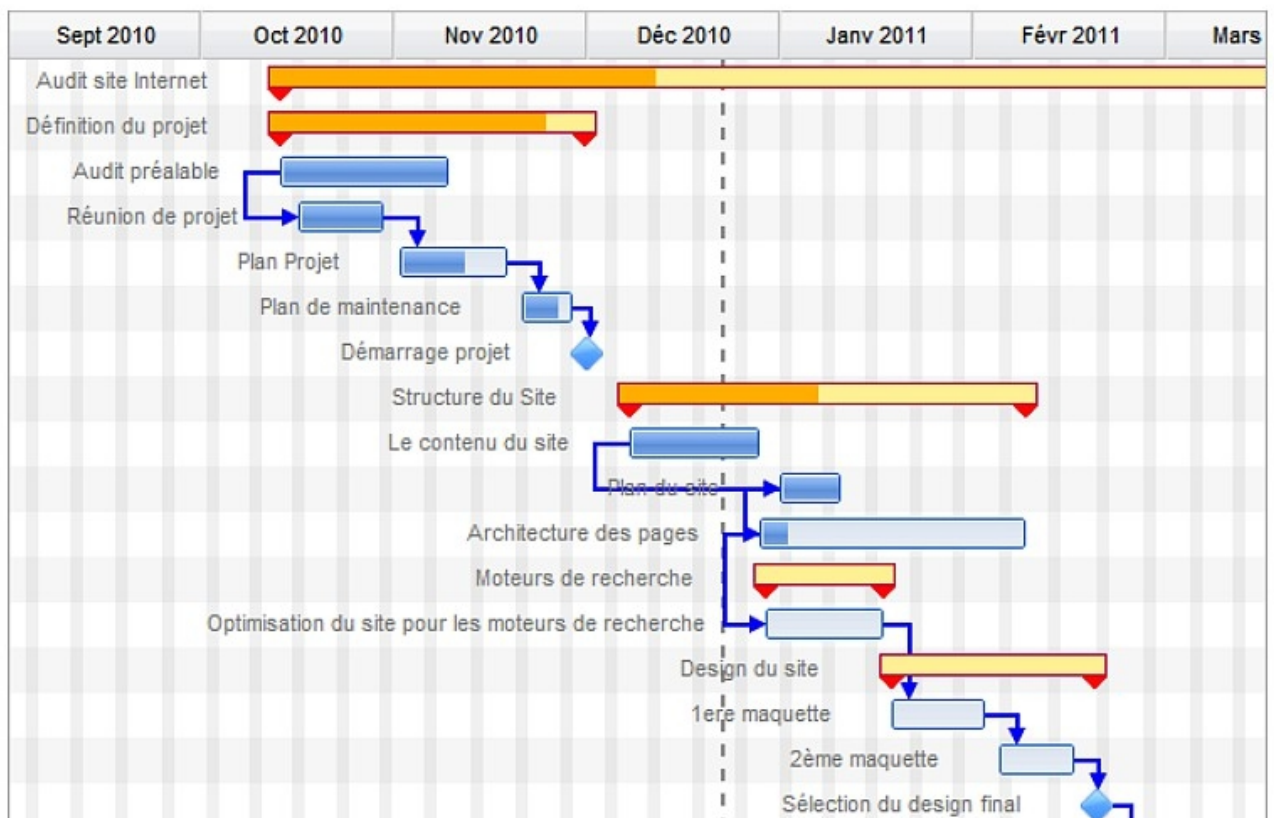 Sept 2010 Oct 2010 Nov 2010 Déc 2010 Janv 2011 Févr 2011 Mars
Audit site Internet
Définition du projet
Audit préalable
Réunion de projet
Plan Projet
Plan de maintenance
Démarrage projet
Structure du Site
Le contenu du site
Plan du site
Architecture des pages
Moteurs de recherche
Optimisation du site pour les moteurs de recherche
Design du site
1ere maquette
2ème maquette
Sélection du design final